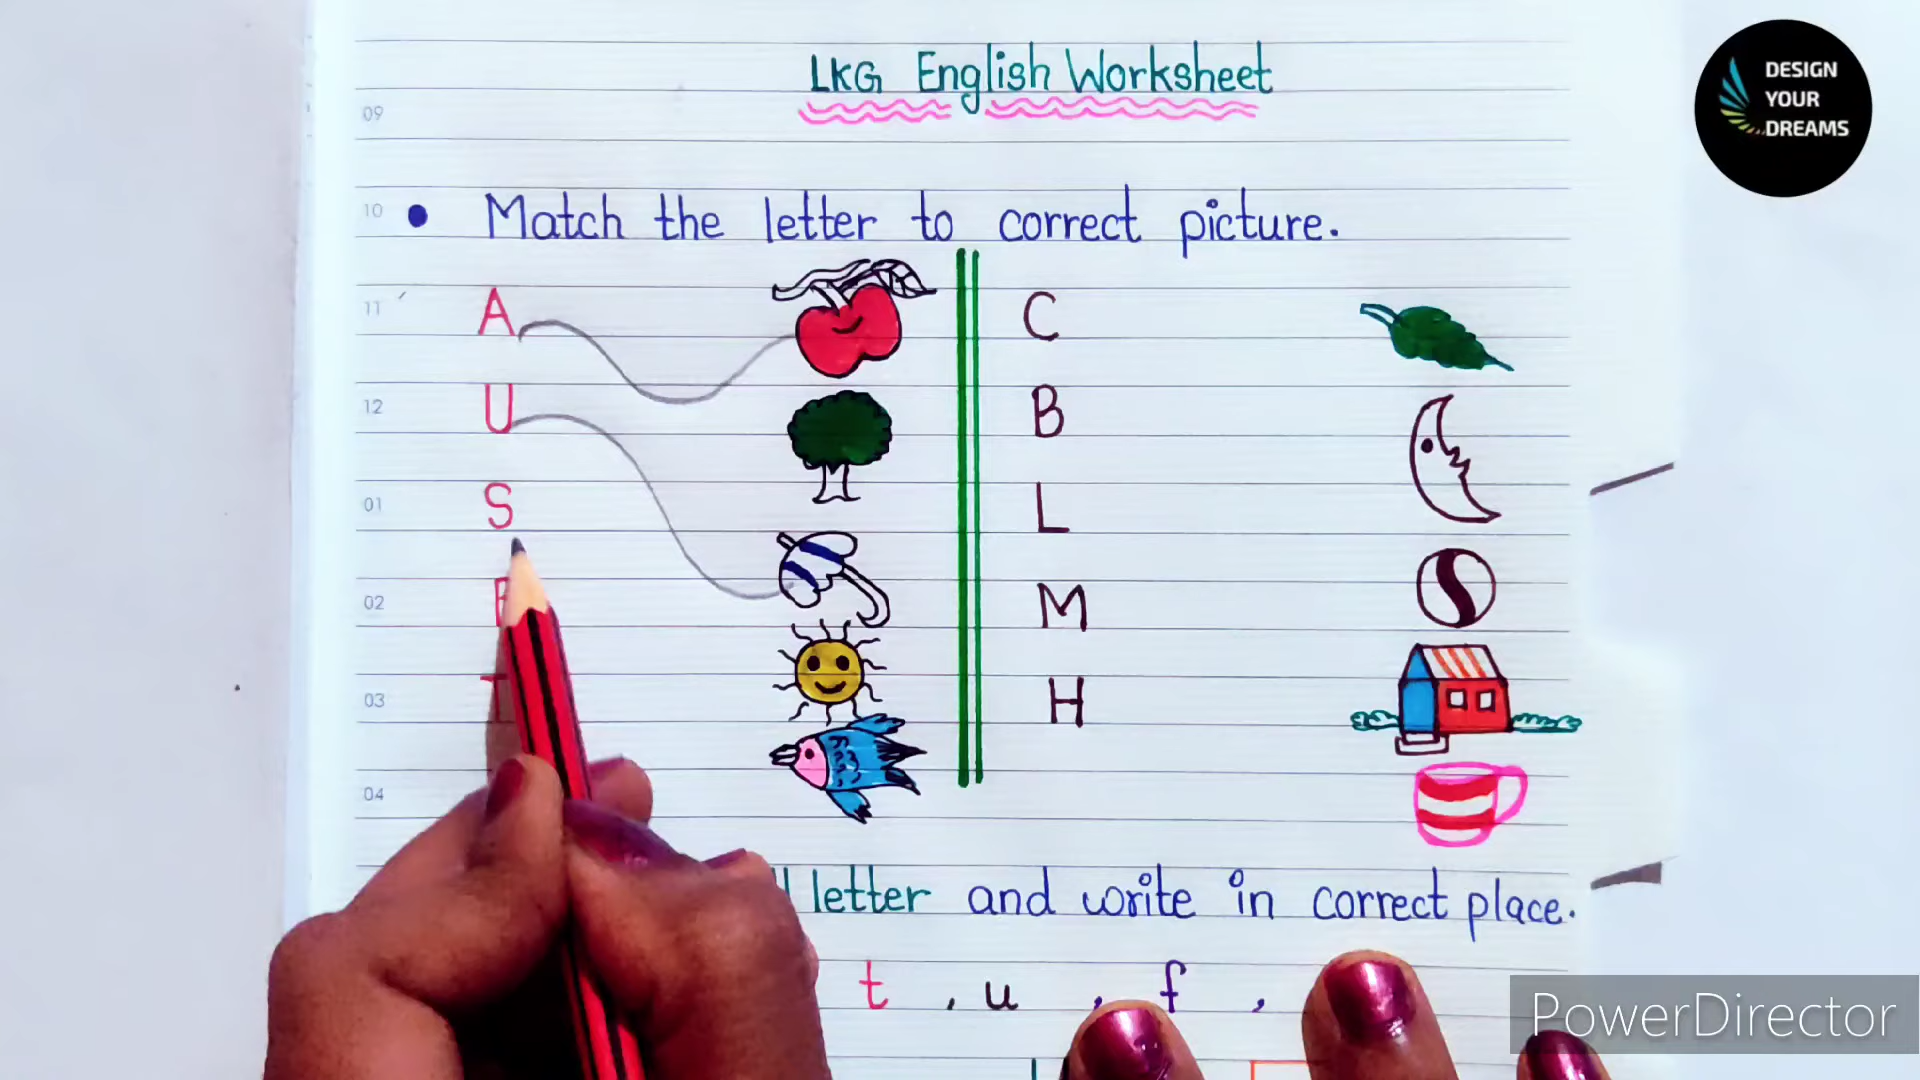 LKG English Worksheet
DESIGN
YOUR
DREAMS
09
10 • Match the letter to correct picture.
11 A C
12 U B
01 S L
02 M
03 T H
04
letter and write in correct place.
t , u , f ,
PowerDirector